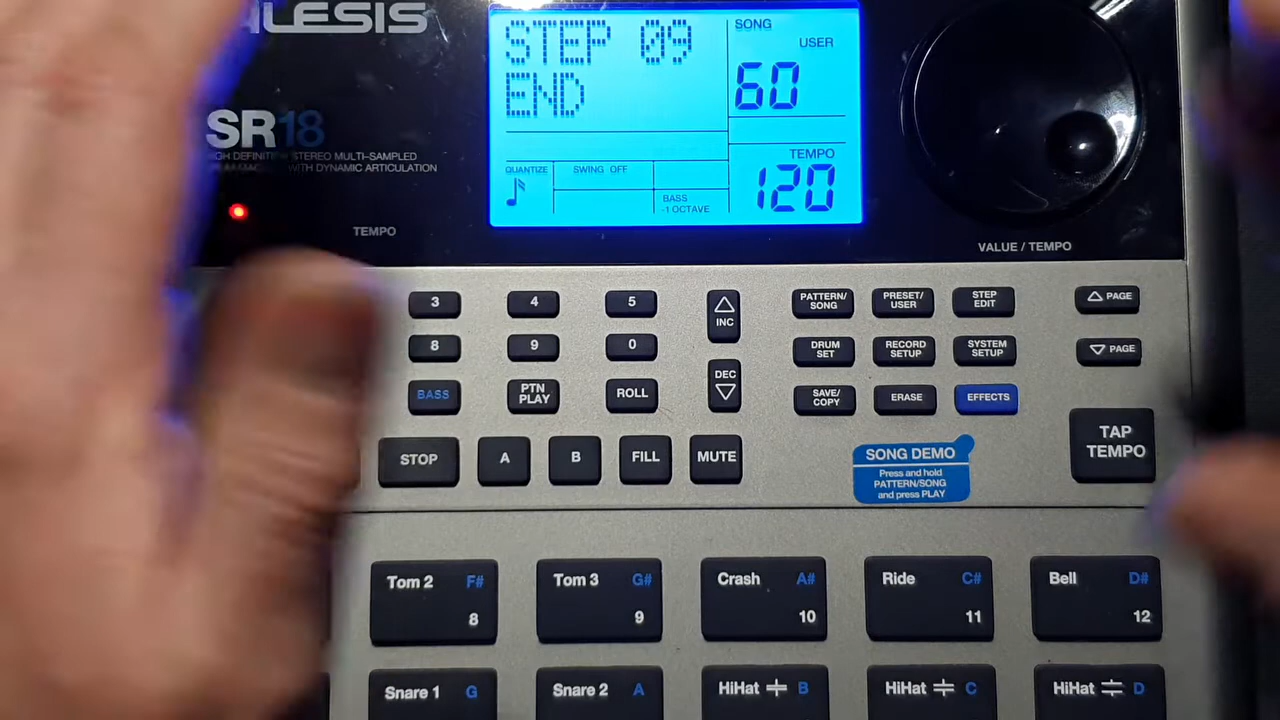 ALESIS
STEP 09
END
SONG
USER
60
TEMPO
120
QUANTIZE
SWING OFF
BASS
-1 OCTAVE
SR18
HIGH DEFINITION STEREO MULTI-SAMPLED
WITH DYNAMIC ARTICULATION
TEMPO
VALUE / TEMPO
3 4 5
INC
PATTERN/
SONG
PRESET/
USER
STEP
EDIT
PAGE
8 9 0
DRUM
SET
RECORD
SETUP
SYSTEM
SETUP
PAGE
BASS
PTN
PLAY
ROLL
DEC
SAVE/
COPY
ERASE
EFFECTS
STOP A B FILL MUTE
SONG DEMO
Press and hold
PATTERN/SONG
and press PLAY
TAP
TEMPO
Tom 2 F#
8
Tom 3 G#
9
Crash A#
10
Ride C#
11
Bell D#
12
Snare 1 G
Snare 2 A
HiHat B
HiHat C
HiHat D